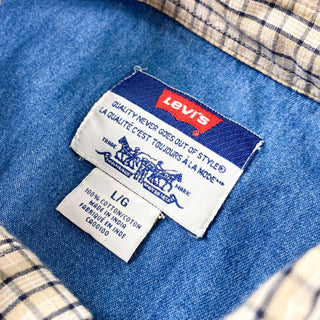 Levi's
QUALITY NEVER GOES OUT OF STYLE®
LA QUALITÉ C'EST TOUJOURS À LA MODE
TRADE MARK
L/G
100% COTTON/COTON
MADE IN INDIA
FABRIQUÉ EN INDE
CA00100